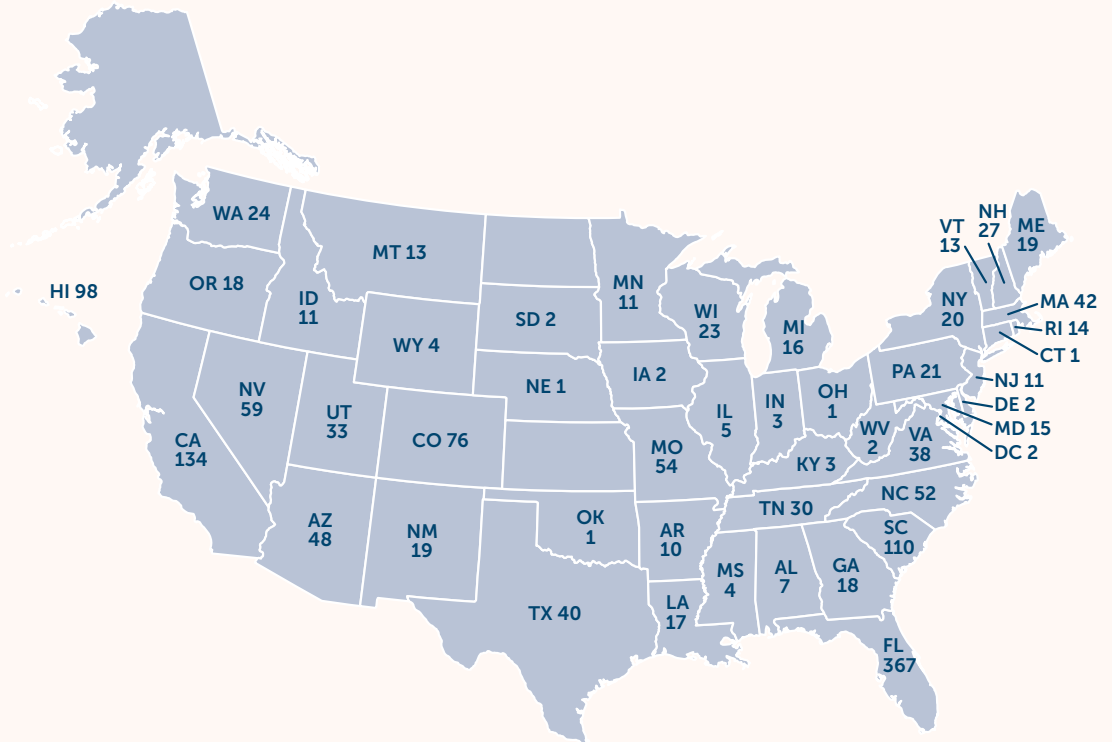 WA 24
MT 13
OR 18
ID
11
HI 98
WY 4
SD 2
MN
11
WI
23
MI
16
VT
13
NH
27
ME
19
NY
20
MA 42
RI 14
CT 1
NJ 11
DE 2
MD 15
DC 2
PA 21
NV
59
UT
33
CO 76
NE 1
IA 2
IL
5
IN
3
OH
1
WV
2
VA
38
CA
134
MO
54
KY 3
NC 52
TN 30
AZ
48
NM
19
OK
1
AR
10
SC
110
MS
4
AL
7
GA
18
TX 40
LA
17
FL
367